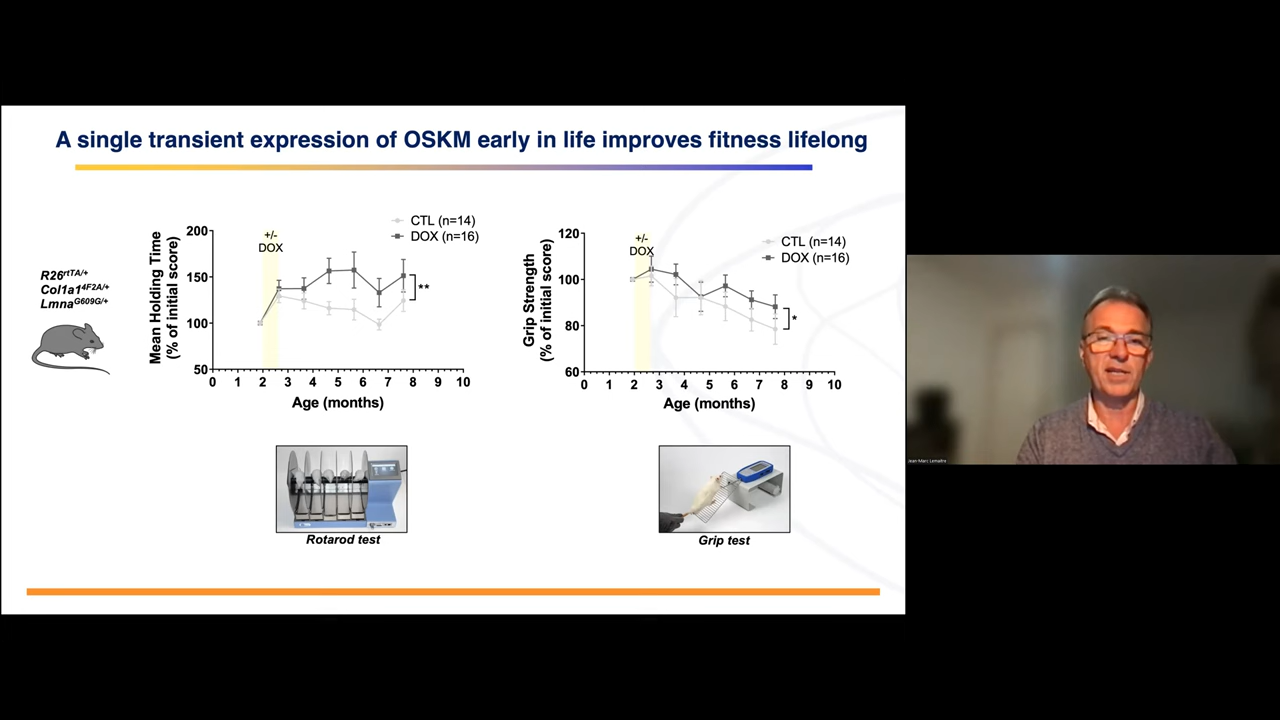 A single transient expression of OSKM early in life improves fitness lifelong
R26rtTA/+
Col1a14F2A/+
LmnaG609G/+
Mean Holding Time
(% of initial score)
200
150
100
50
+/-
DOX
CTL (n=14)
DOX (n=16)
**
0 1 2 3 4 5 6 7 8 9 10
Age (months)
Rotarod test
Grip Strength
(% of initial score)
120
100
80
60
+/-
DOX
CTL (n=14)
DOX (n=16)
*
0 1 2 3 4 5 6 7 8 9 10
Age (months)
Grip test
Jean-Marc Lemaitre